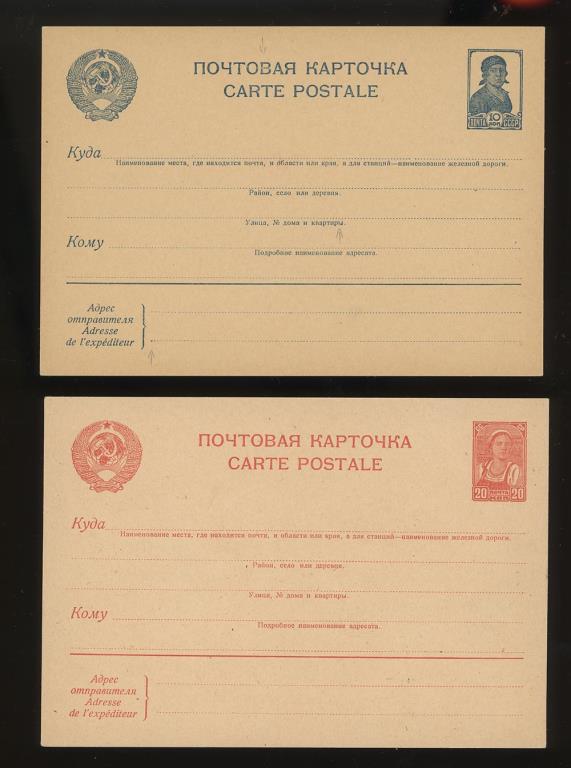 ПОЧТОВАЯ КАРТОЧКА
CARTE POSTALE
ПОЧТА 10 КОП СССР
Куда
Наименование места, где находится почта, и области или края, а для станций—наименование железной дороги.
Район, село или деревня.
Улица, № дома и квартиры.
Кому
Подробное наименование адресата.
Адрес
отправителя
Adresse
de l'expéditeur
ПОЧТОВАЯ КАРТОЧКА
CARTE POSTALE
20 ПОЧТА 20
Куда
Наименование места, где находится почта, и области или края, а для станций—наименование железной дороги.
Район, село или деревня.
Улица, № дома и квартиры.
Кому
Подробное наименование адресата.
Адрес
отправителя
Adresse
de l'expéditeur